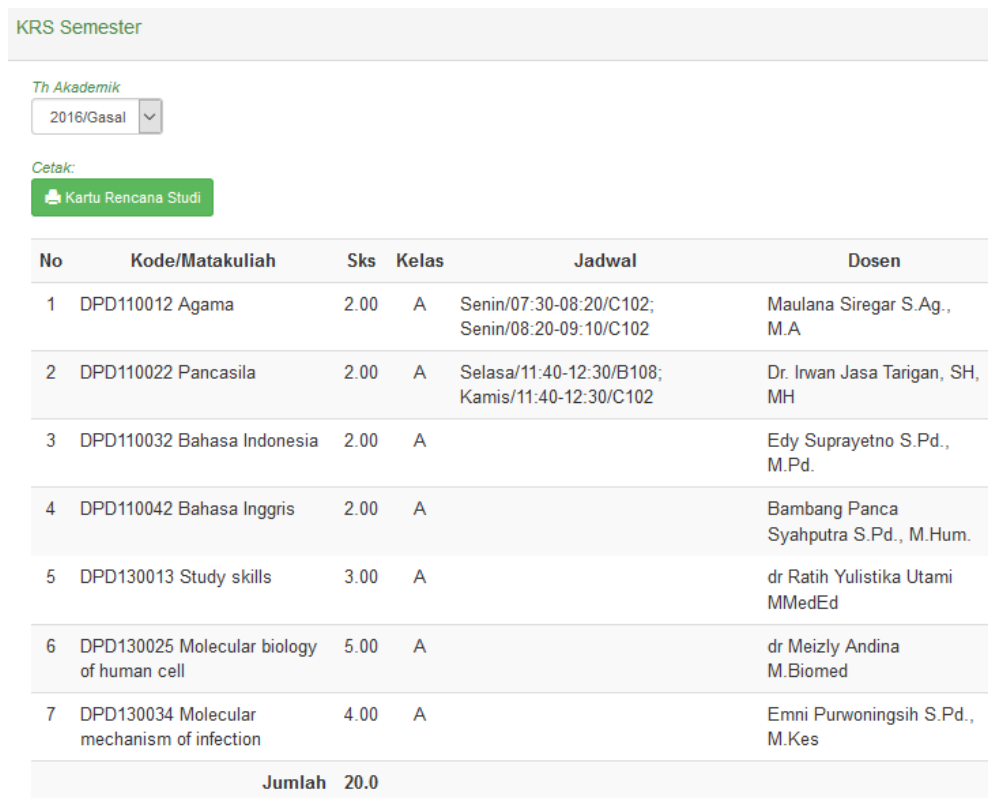 KRS Semester
Th Akademik
2016/Gasal
Cetak:
Kartu Rencana Studi
No Kode/Matakuliah Sks Kelas Jadwal Dosen
1 DPD110012 Agama 2.00 A Senin/07:30-08:20/C102; Maulana Siregar S.Ag.,
Senin/08:20-09:10/C102 M.A
2 DPD110022 Pancasila 2.00 A Selasa/11:40-12:30/B108; Dr. Irwan Jasa Tarigan, SH,
Kamis/11:40-12:30/C102 MH
3 DPD110032 Bahasa Indonesia 2.00 A Edy Suprayetno S.Pd.,
M.Pd.
4 DPD110042 Bahasa Inggris 2.00 A Bambang Panca
Syahputra S.Pd., M.Hum.
5 DPD130013 Study skills 3.00 A dr Ratih Yulistika Utami
MMedEd
6 DPD130025 Molecular biology 5.00 A dr Meizly Andina
of human cell M.Biomed
7 DPD130034 Molecular 4.00 A Emni Purwoningsih S.Pd.,
mechanism of infection M.Kes
Jumlah 20.0